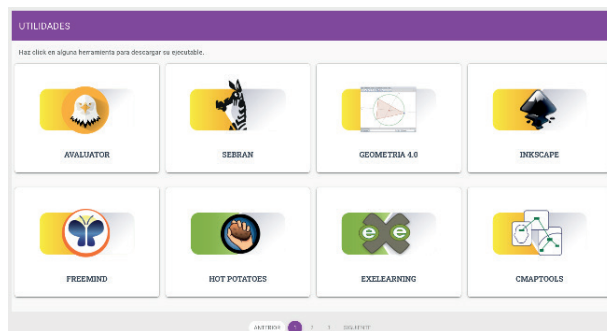 UTILIDADES
Haz click en alguna herramienta para descargar su ejecutable.
AVALUATOR
SEBRAN
GEOMETRIA 4.0
INKSCAPE
FREEMIND
HOT POTATOES
EXELEARNING
CMAPTOOLS
ANTERIOR 1 2 3 SIGUIENTE